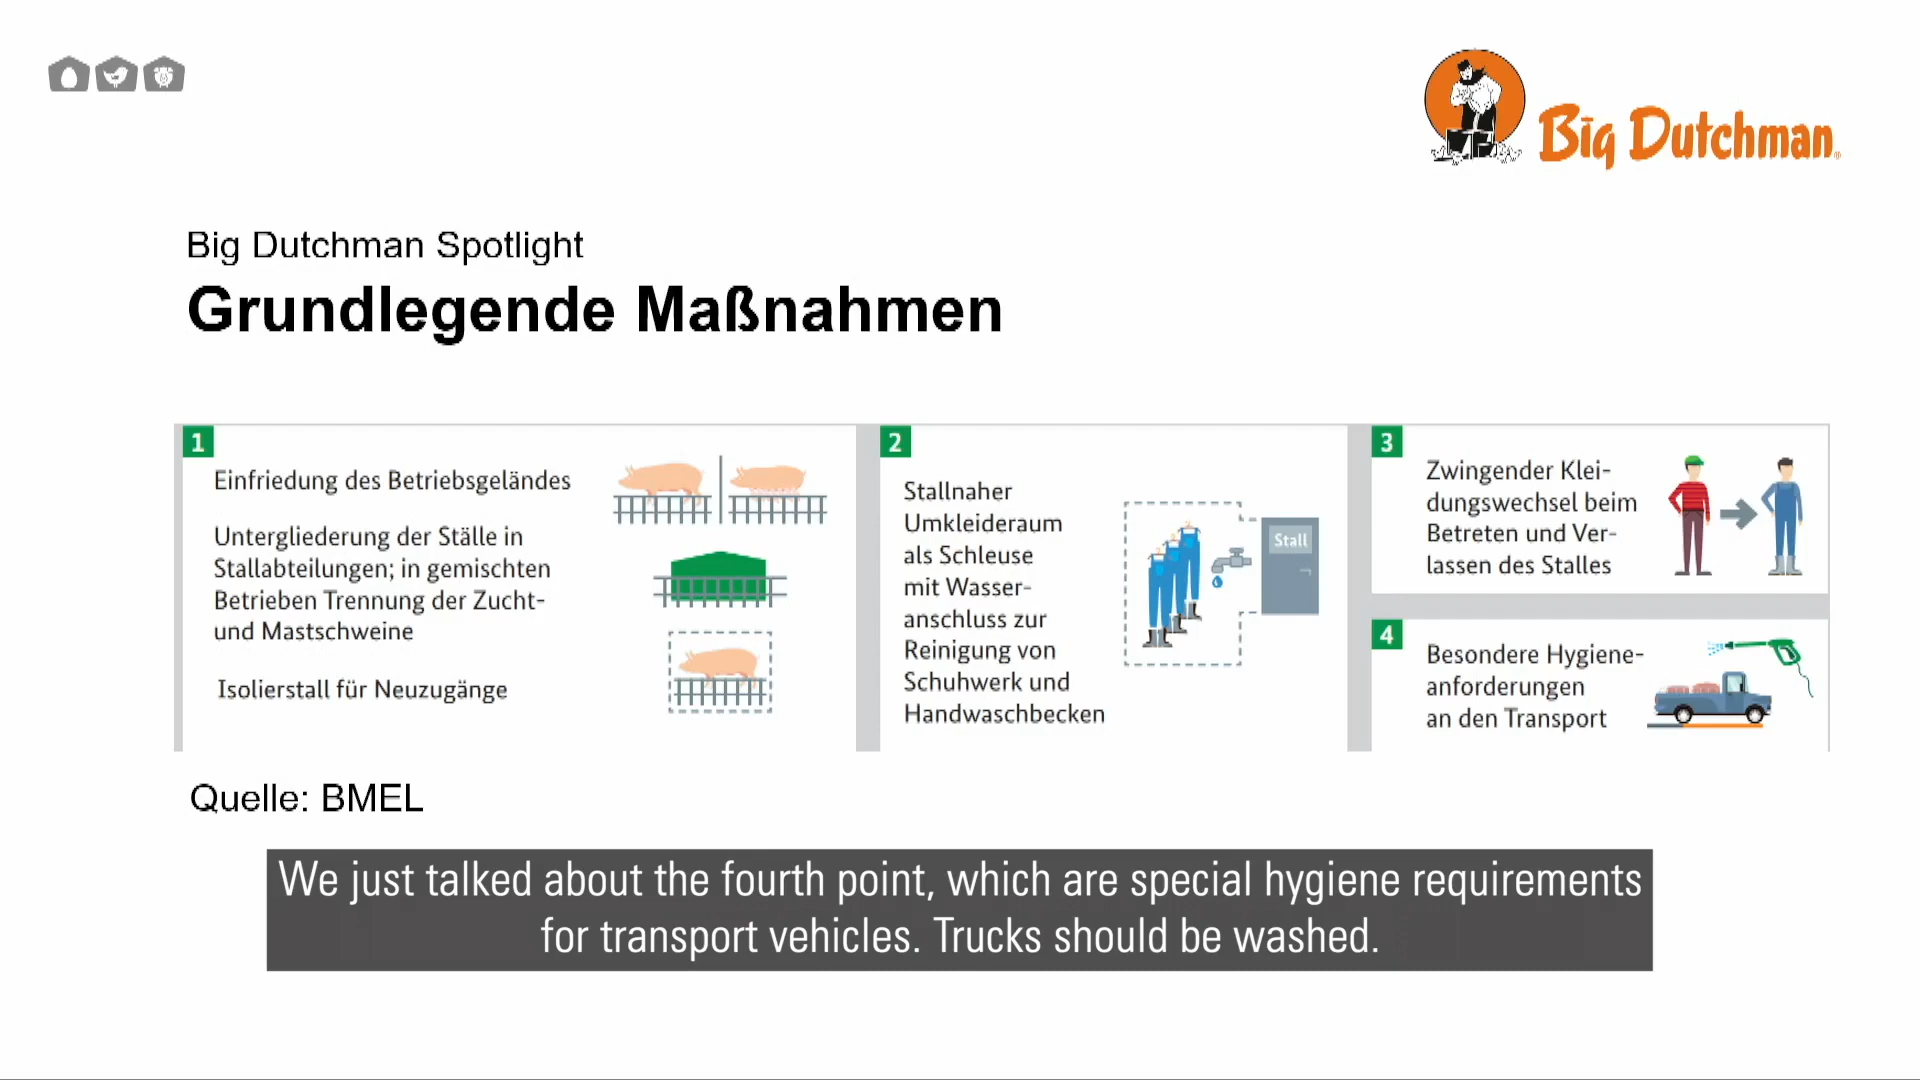 Big Dutchman
Big Dutchman Spotlight
Grundlegende Maßnahmen
1
Einfriedung des Betriebsgeländes
Untergliederung der Ställe in
Stallabteilungen; in gemischten
Betrieben Trennung der Zucht-
und Mastschweine
Isolierstall für Neuzugänge
2
Stallnaher
Umkleideraum
als Schleuse
mit Wasser-
anschluss zur
Reinigung von
Schuhwerk und
Handwaschbecken
Stall
3
Zwingender Klei-
dungswechsel beim
Betreten und Ver-
lassen des Stalles
4
Besondere Hygiene-
anforderungen
an den Transport
Quelle: BMEL
We just talked about the fourth point, which are special hygiene requirements
for transport vehicles. Trucks should be washed.